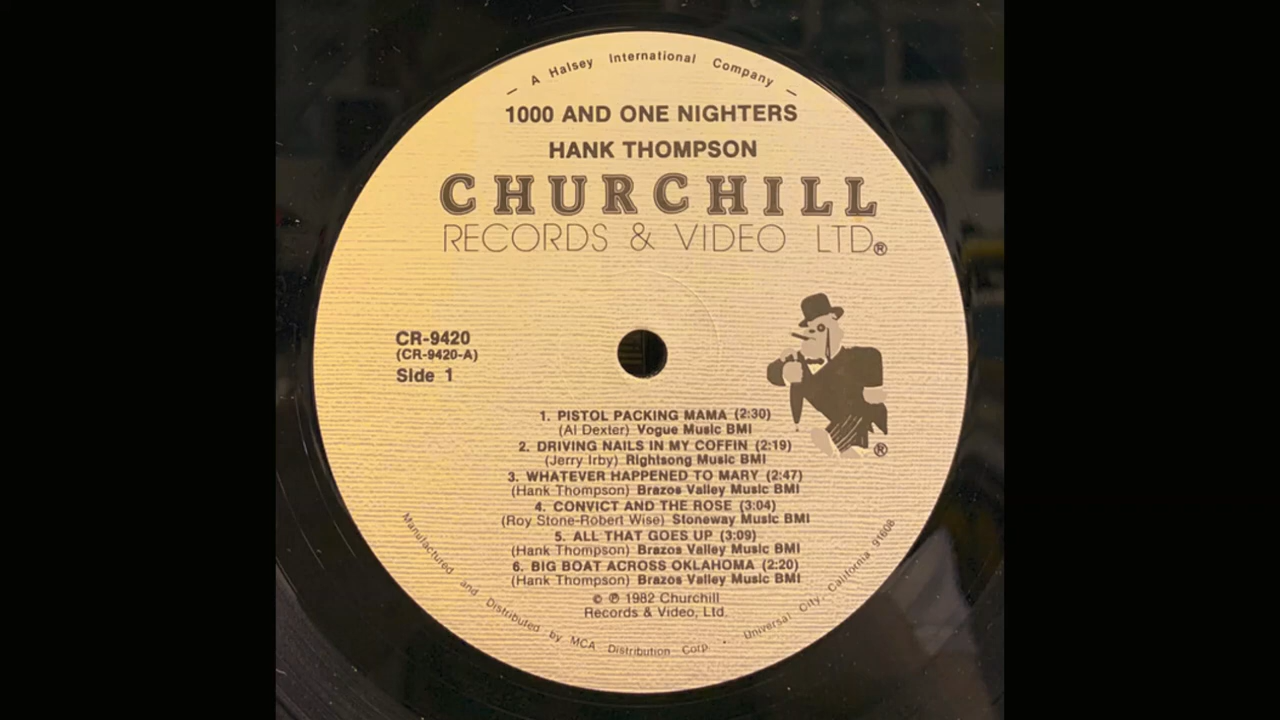 A Halsey International Company
1000 AND ONE NIGHTERS
HANK THOMPSON
CHURCHILL
RECORDS & VIDEO LTD.®
CR-9420
(CR-9420-A)
Side 1
®
1. PISTOL PACKING MAMA (2:30)
(Al Dexter) Vogue Music BMI
2. DRIVING NAILS IN MY COFFIN (2:19)
(Jerry Irby) Rightsong Music BMI
3. WHATEVER HAPPENED TO MARY (2:47)
(Hank Thompson) Brazos Valley Music BMI
4. CONVICT AND THE ROSE (3:04)
(Roy Stone-Robert Wise) Stoneway Music BMI
5. ALL THAT GOES UP (3:09)
(Hank Thompson) Brazos Valley Music BMI
6. BIG BOAT ACROSS OKLAHOMA (2:20)
(Hank Thompson) Brazos Valley Music BMI
© ℗ 1982 Churchill
Records & Video, Ltd.
Manufactured and Distributed by MCA Distribution Corp. · Universal City, California 91608